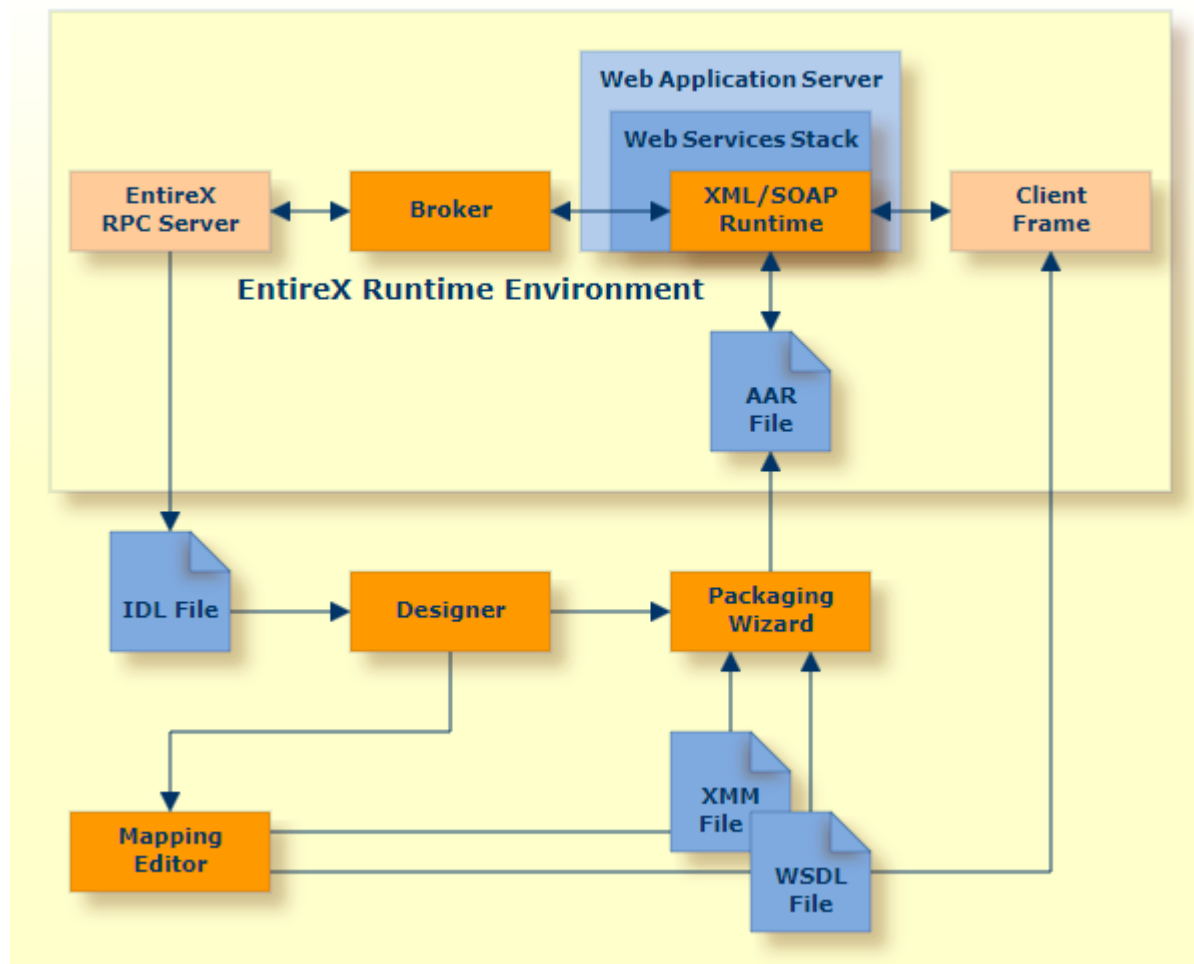 Web Application Server
Web Services Stack
EntireX
RPC Server
Broker
XML/SOAP
Runtime
Client
Frame
EntireX Runtime Environment
AAR
File
IDL File
Designer
Packaging
Wizard
XMM
File
Mapping
Editor
WSDL
File